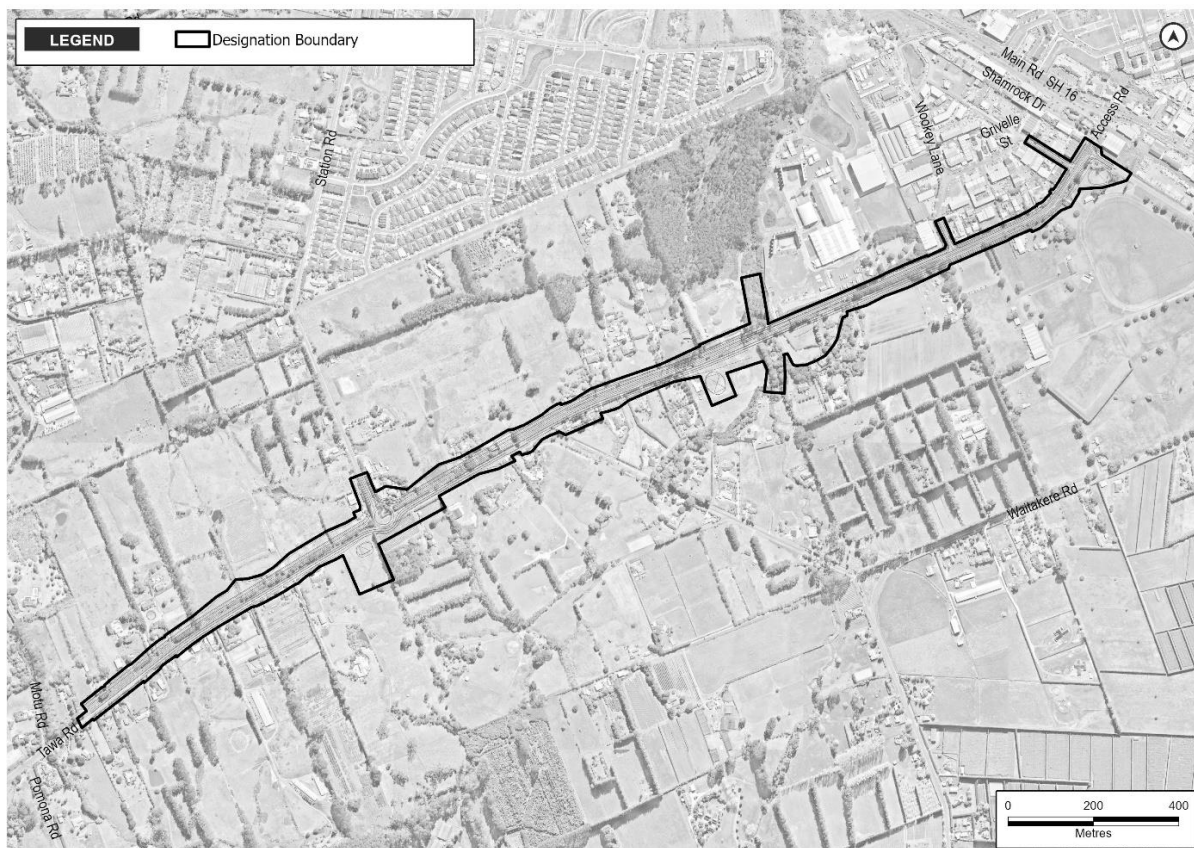 LEGEND
Designation Boundary
Main Rd SH 16
Shamrock Dr
Access Rd
Grivelle
St
Wookey Lane
Station Rd
Waitakere Rd
Motu Rd
Tawa Rd
Pomona Rd
0 200 400
Metres